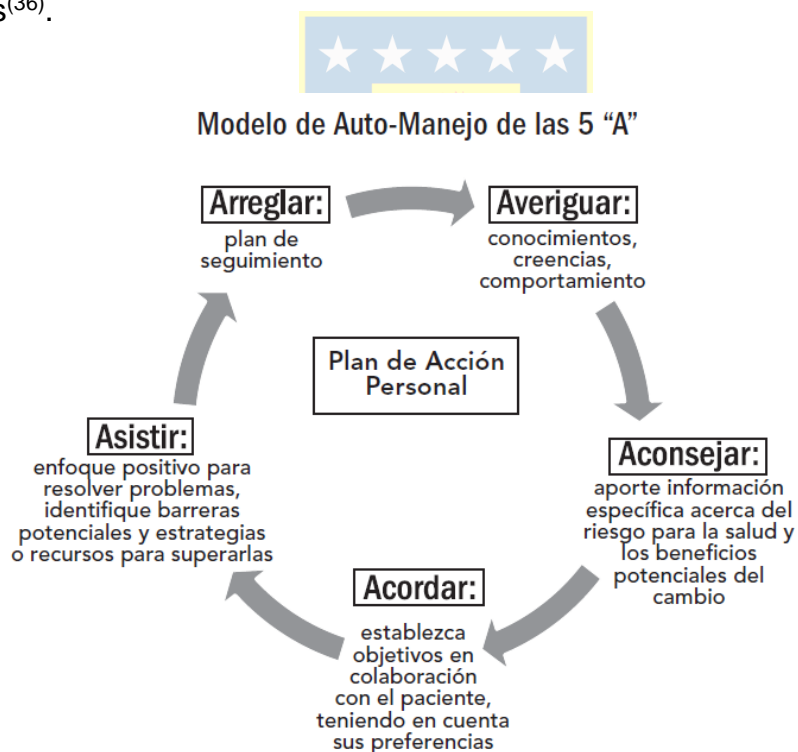 s(36).
Modelo de Auto-Manejo de las 5 “A”
Arreglar:
plan de
seguimiento
Averiguar:
conocimientos,
creencias,
comportamiento
Plan de Acción
Personal
Asistir:
enfoque positivo para
resolver problemas,
identifique barreras
potenciales y estrategias
o recursos para superarlas
Aconsejar:
aporte información
específica acerca del
riesgo para la salud y
los beneficios
potenciales del
cambio
Acordar:
establezca
objetivos en
colaboración
con el paciente,
teniendo en cuenta
sus preferencias